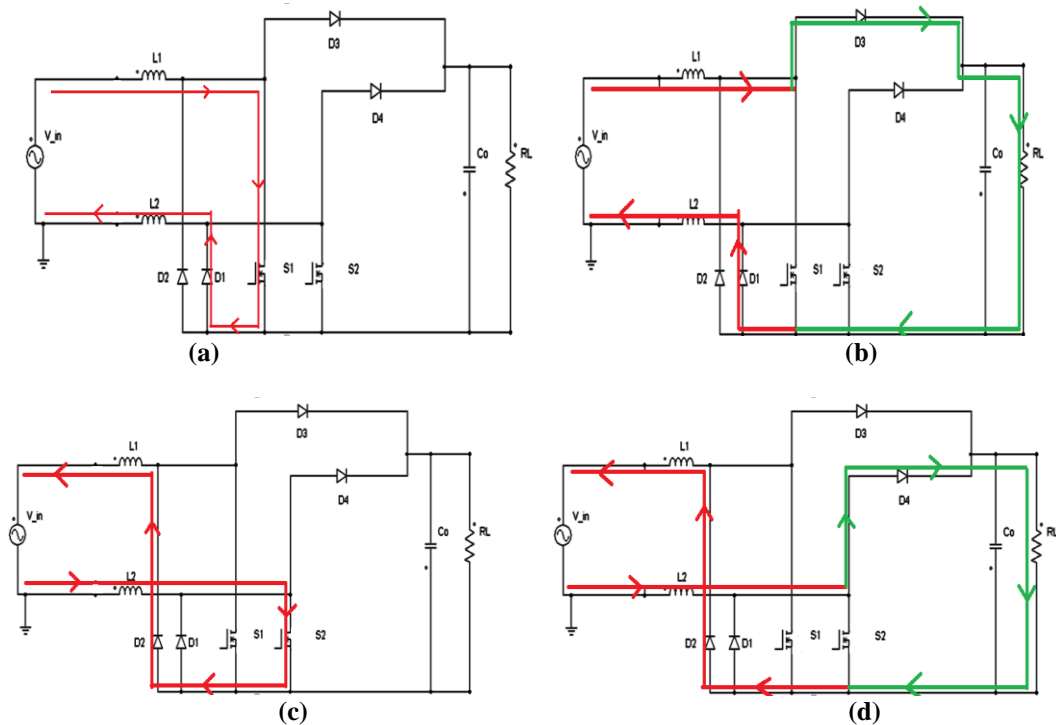 D3
L1
D4
V_in
Co
RL
L2
D2
D1
S1
S2
(a)
D3
L1
D4
V_in
Co
RL
L2
D2
D1
S1
S2
(b)
D3
L1
D4
V_in
Co
RL
L2
D2
D1
S1
S2
(c)
D3
L1
D4
V_in
Co
RL
L2
D2
D1
S1
S2
(d)